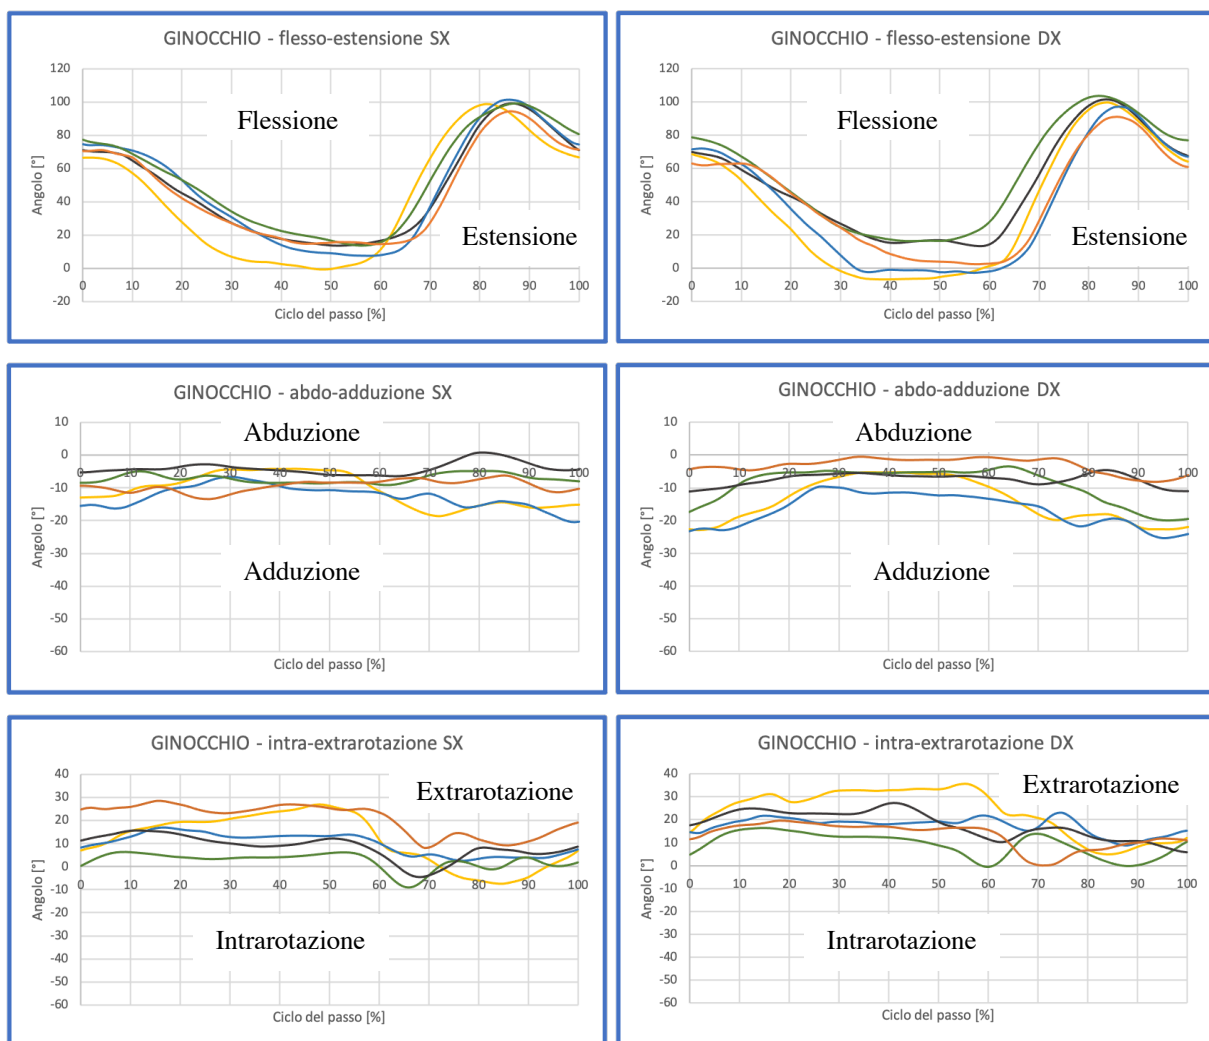 GINOCCHIO - flesso-estensione SX
120
100
80
60
40
20
0
-20
Angolo [°]
Flessione
Estensione
0 10 20 30 40 50 60 70 80 90 100
Ciclo del passo [%]
GINOCCHIO - flesso-estensione DX
120
100
80
60
40
20
0
-20
Angolo [°]
Flessione
Estensione
0 10 20 30 40 50 60 70 80 90 100
Ciclo del passo [%]
GINOCCHIO - abdo-adduzione SX
10
0
-10
-20
-30
-40
-50
-60
Angolo [°]
Abduzione
0 10 20 30 40 50 60 70 80 90 100
Adduzione
Ciclo del passo [%]
GINOCCHIO - abdo-adduzione DX
10
0
-10
-20
-30
-40
-50
-60
Angolo [°]
Abduzione
0 10 20 30 40 50 60 70 80 90 100
Adduzione
Ciclo del passo [%]
GINOCCHIO - intra-extrarotazione SX
40
30
20
10
0
-10
-20
-30
-40
-50
-60
Angolo [°]
Extrarotazione
0 10 20 30 40 50 60 70 80 90 100
Intrarotazione
Ciclo del passo [%]
GINOCCHIO - intra-extrarotazione DX
40
30
20
10
0
-10
-20
-30
-40
-50
-60
Angolo [°]
Extrarotazione
0 10 20 30 40 50 60 70 80 90 100
Intrarotazione
Ciclo del passo [%]